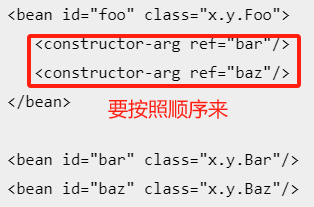 <bean id="foo" class="x.y.Foo">
<constructor-arg ref="bar"/>
<constructor-arg ref="baz"/>
</bean>
要按照顺序来
<bean id="bar" class="x.y.Bar"/>
<bean id="baz" class="x.y.Baz"/>